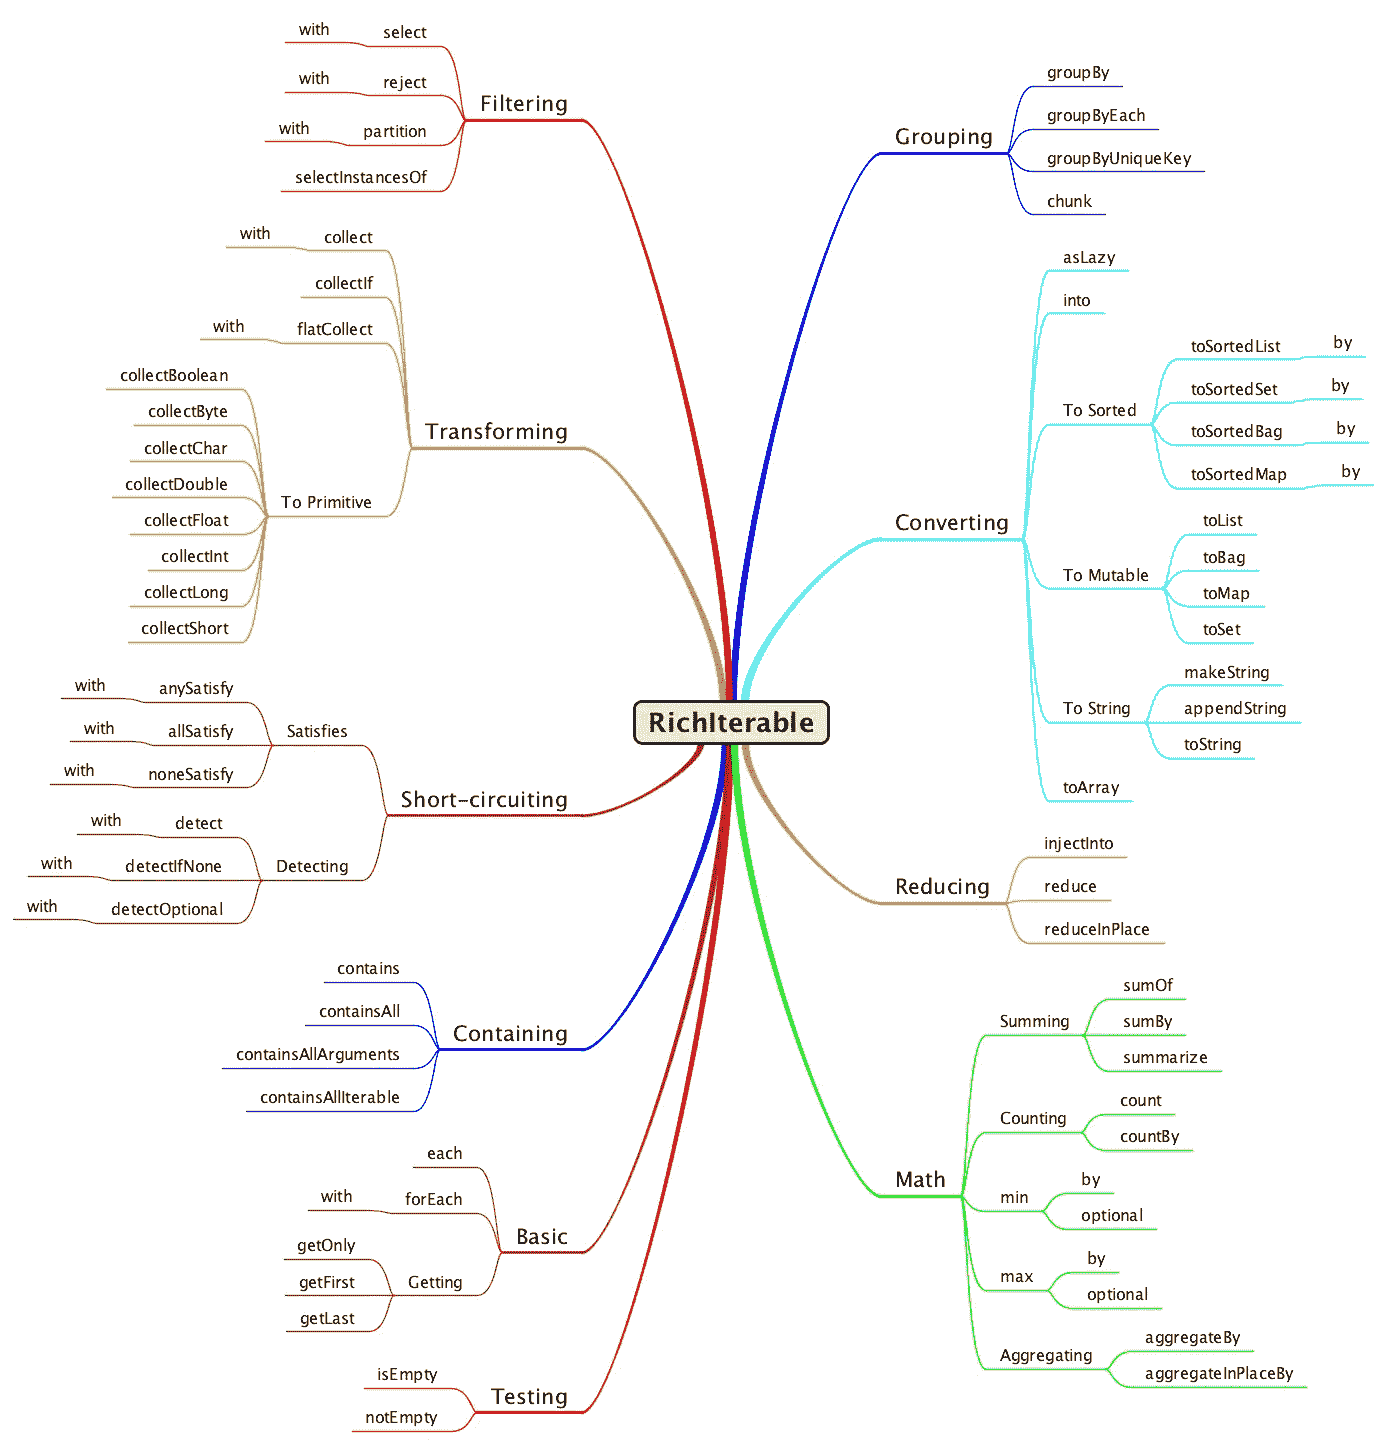 RichIterable
Filtering
select
with
reject
with
partition
with
selectInstancesOf
Transforming
collect
with
collectIf
flatCollect
with
To Primitive
collectBoolean
collectByte
collectChar
collectDouble
collectFloat
collectInt
collectLong
collectShort
Short-circuiting
Satisfies
anySatisfy
with
allSatisfy
with
noneSatisfy
with
Detecting
detect
with
detectIfNone
with
detectOptional
with
Containing
contains
containsAll
containsAllArguments
containsAllIterable
Basic
each
forEach
with
Getting
getOnly
getFirst
getLast
Testing
isEmpty
notEmpty
Grouping
groupBy
groupByEach
groupByUniqueKey
chunk
Converting
asLazy
into
To Sorted
toSortedList
by
toSortedSet
by
toSortedBag
by
toSortedMap
by
To Mutable
toList
toBag
toMap
toSet
To String
makeString
appendString
toString
toArray
Reducing
injectInto
reduce
reduceInPlace
Math
Summing
sumOf
sumBy
summarize
Counting
count
countBy
min
by
optional
max
by
optional
Aggregating
aggregateBy
aggregateInPlaceBy